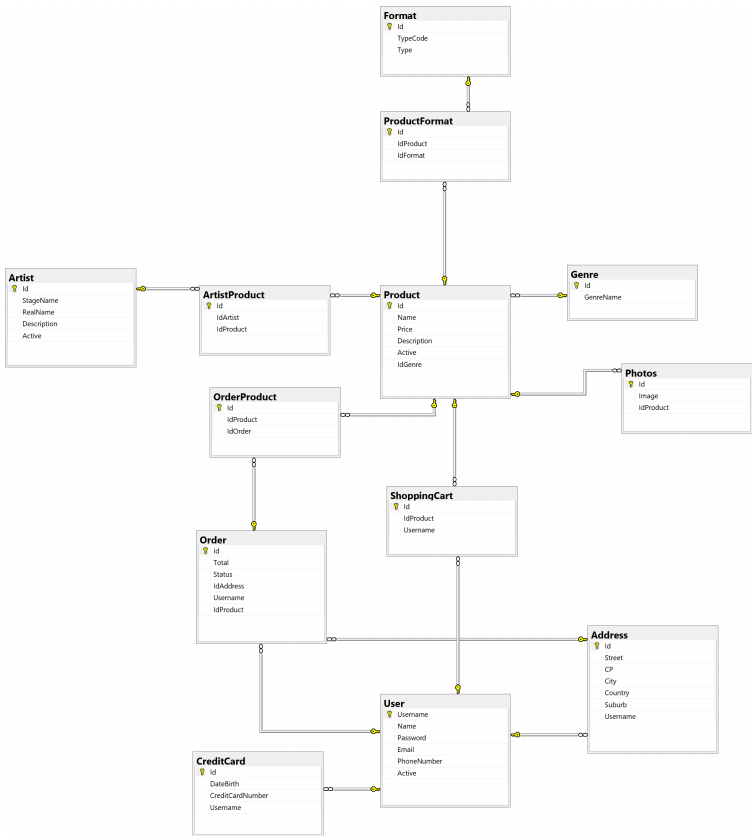 Format
Id
TypeCode
Type
ProductFormat
Id
IdProduct
IdFormat
Artist
Id
StageName
RealName
Description
Active
ArtistProduct
Id
IdArtist
IdProduct
Product
Id
Name
Price
Description
Active
IdGenre
Genre
Id
GenreName
Photos
Id
Image
IdProduct
OrderProduct
Id
IdProduct
IdOrder
ShoppingCart
Id
IdProduct
Username
Order
Id
Total
Status
IdAddress
Username
IdProduct
Address
Id
Street
CP
City
Country
Suburb
Username
User
Username
Name
Password
Email
PhoneNumber
Active
CreditCard
Id
DateBirth
CreditCardNumber
Username